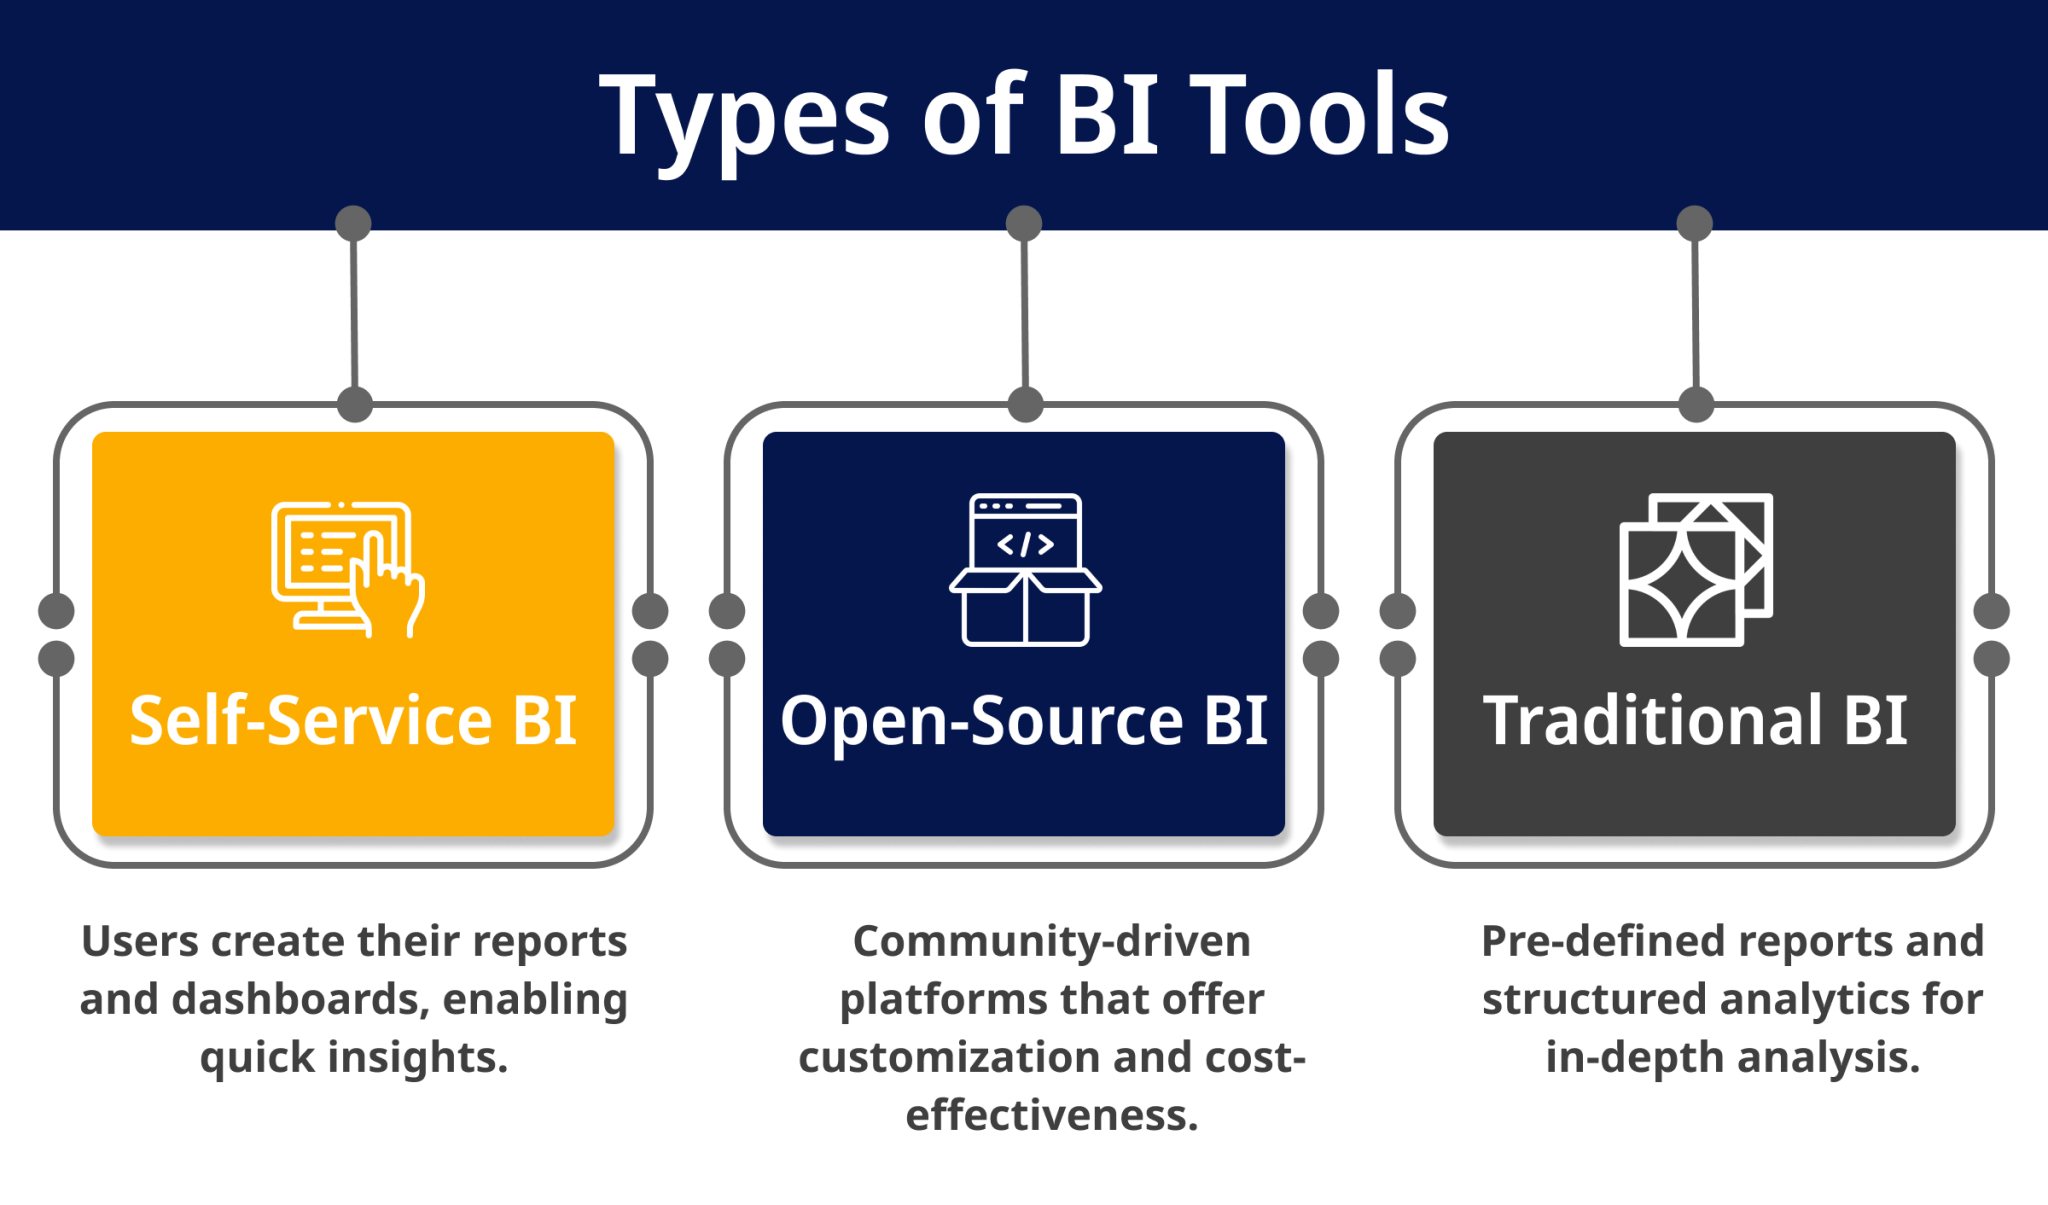 Types of BI Tools
Self-Service BI
Users create their reports
and dashboards, enabling
quick insights.
</>
Open-Source BI
Community-driven
platforms that offer
customization and cost-
effectiveness.
Traditional BI
Pre-defined reports and
structured analytics for
in-depth analysis.